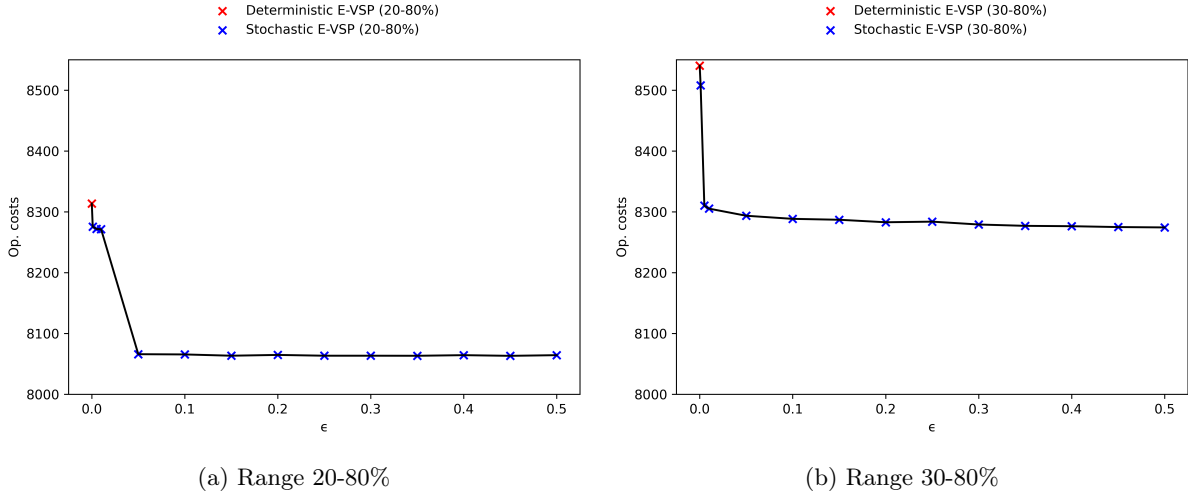 Deterministic E-VSP (20-80%)
Stochastic E-VSP (20-80%)
8500
8400
8300
8200
8100
8000
Op. costs
0.0 0.1 0.2 0.3 0.4 0.5
ϵ
(a) Range 20-80%
Deterministic E-VSP (30-80%)
Stochastic E-VSP (30-80%)
8500
8400
8300
8200
8100
8000
Op. costs
0.0 0.1 0.2 0.3 0.4 0.5
ϵ
(b) Range 30-80%